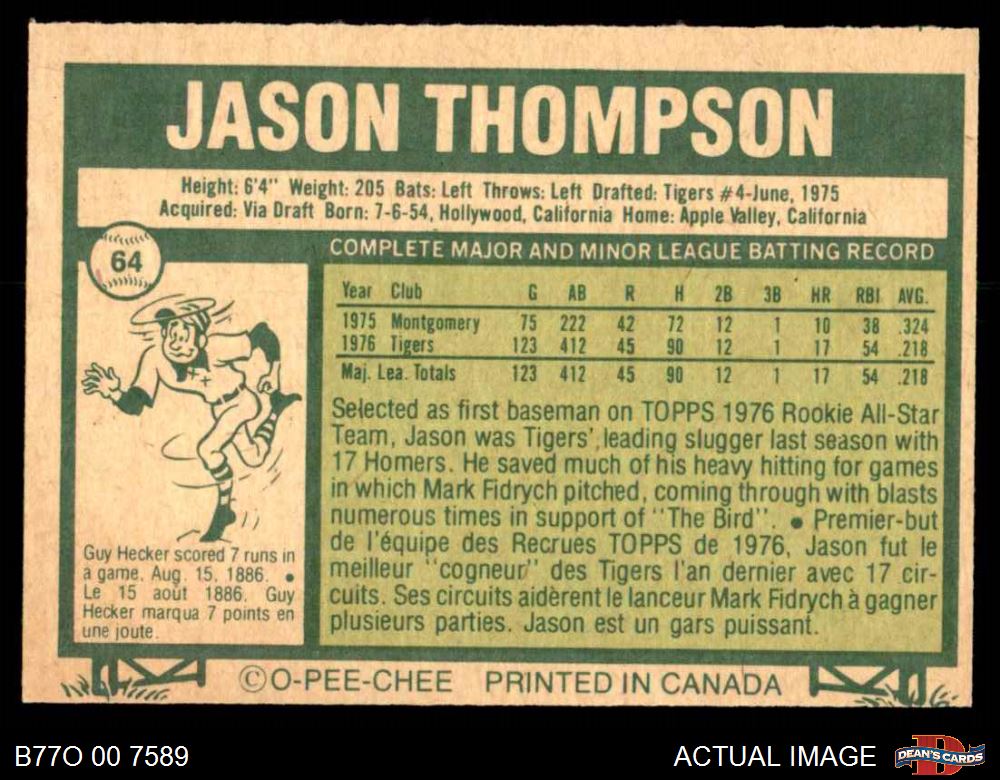 JASON THOMPSON
Height: 6'4" Weight: 205 Bats: Left Throws: Left Drafted: Tigers #4-June, 1975
Acquired: Via Draft Born: 7-6-54, Hollywood, California Home: Apple Valley, California
64
COMPLETE MAJOR AND MINOR LEAGUE BATTING RECORD
Year Club G AB R H 2B 3B HR RBI AVG.
1975 Montgomery 75 222 42 72 12 1 10 38 .324
1976 Tigers 123 412 45 90 12 1 17 54 .218
Maj. Lea. Totals 123 412 45 90 12 1 17 54 .218
Selected as first baseman on TOPPS 1976 Rookie All-Star
Team, Jason was Tigers' leading slugger last season with
17 Homers. He saved much of his heavy hitting for games
in which Mark Fidrych pitched, coming through with blasts
numerous times in support of "The Bird". ● Premier-but
de l'équipe des Recrues TOPPS de 1976, Jason fut le
meilleur "cogneur" des Tigers l'an dernier avec 17 cir-
cuits. Ses circuits aidèrent le lanceur Mark Fidrych à gagner
plusieurs parties. Jason est un gars puissant.
Guy Hecker scored 7 runs in
a game, Aug. 15, 1886. ●
Le 15 août 1886, Guy
Hecker marqua 7 points en
une joute.
©O-PEE-CHEE PRINTED IN CANADA
B77O 00 7589
ACTUAL IMAGE
D
DEAN'S CARDS